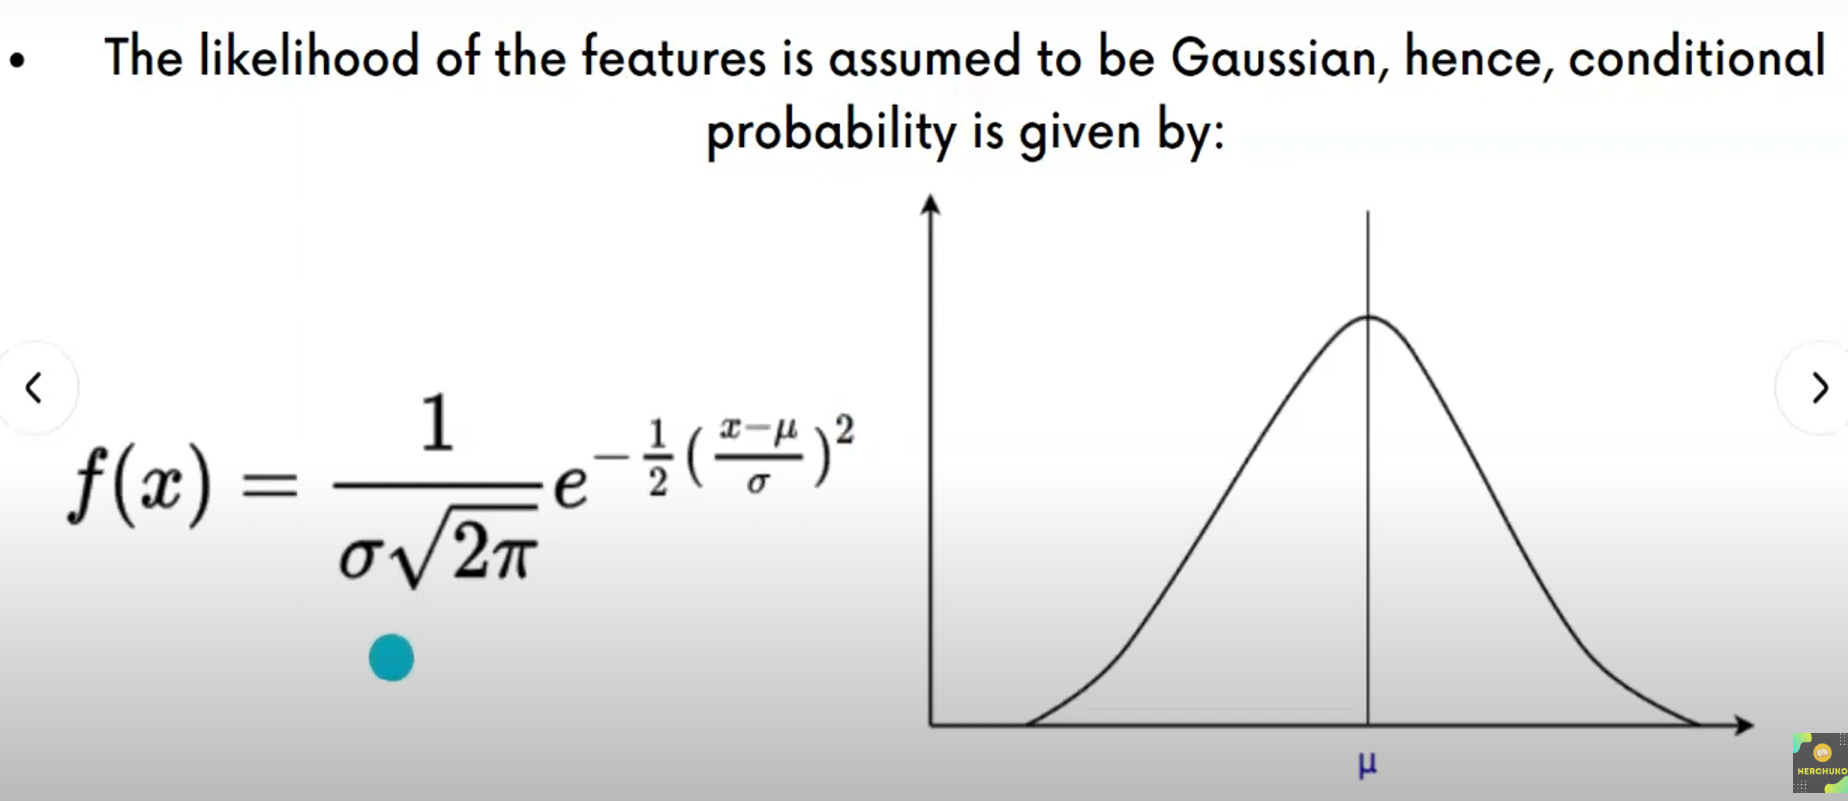 • The likelihood of the features is assumed to be Gaussian, hence, conditional
probability is given by:
f(x) = 1/(σ√2π) e^(-1/2((x-μ)/σ)^2)
μ
NERCHUKO